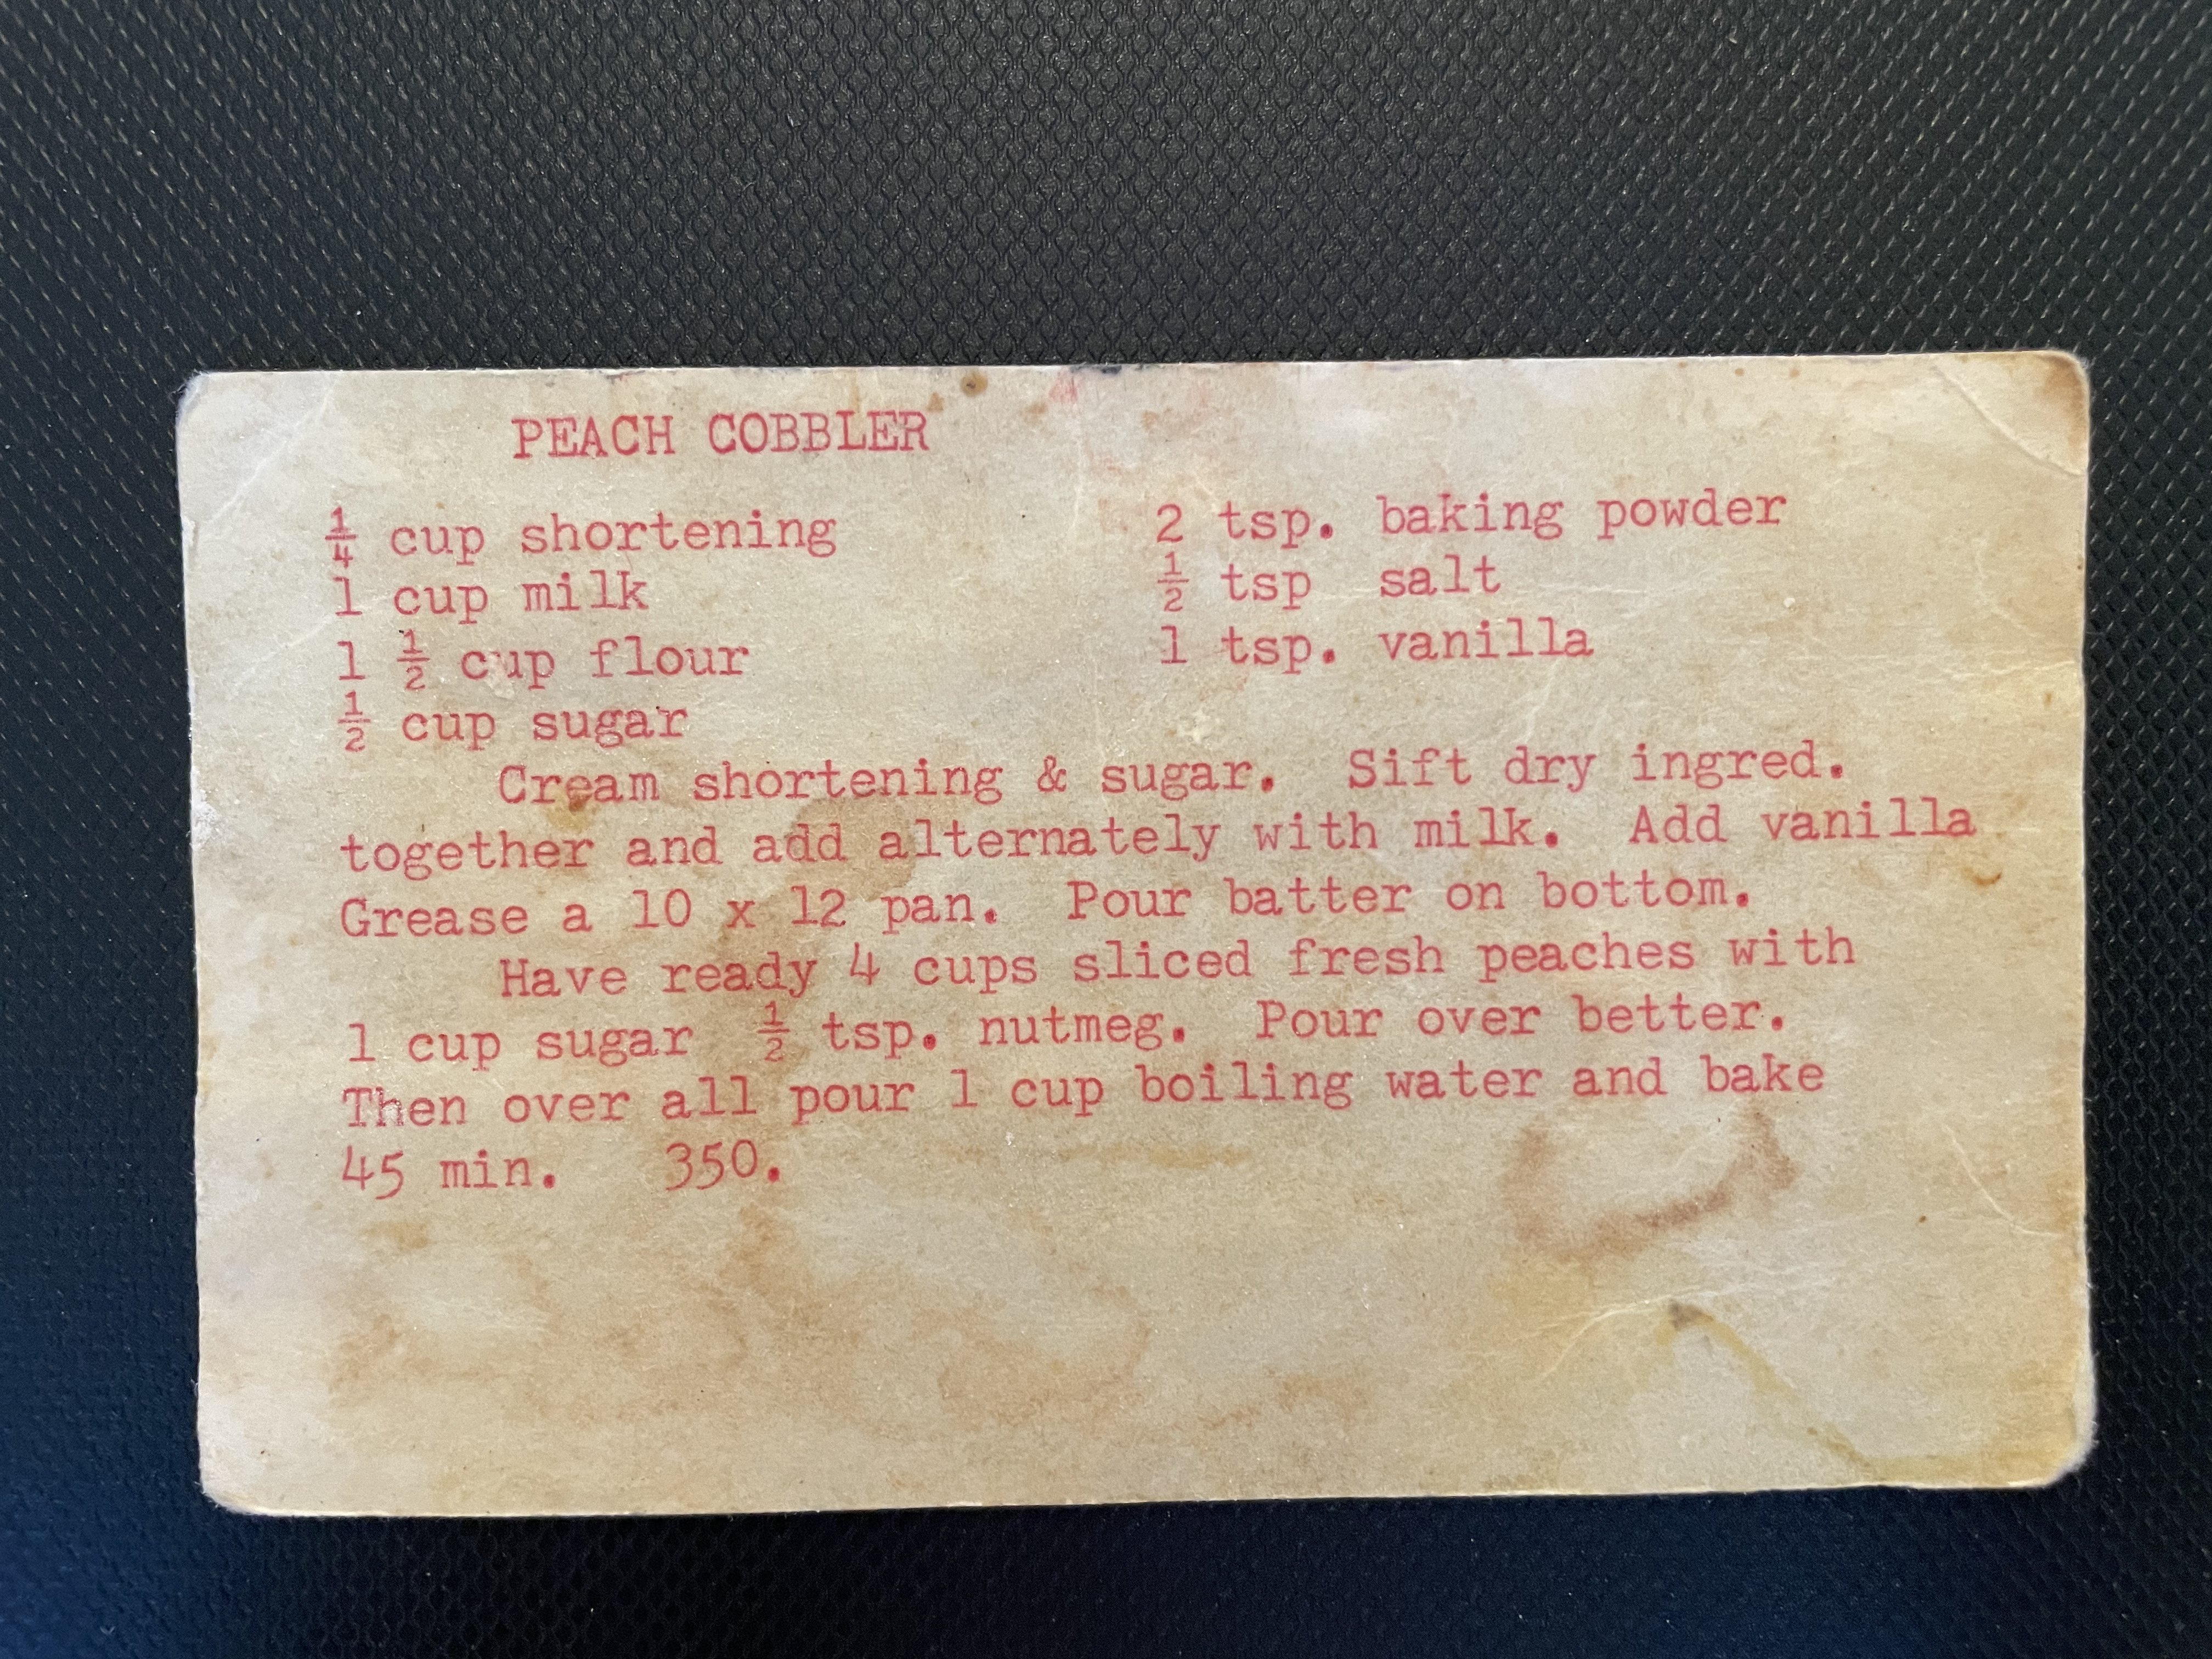 PEACH COBBLER
¼ cup shortening 2 tsp. baking powder
1 cup milk ½ tsp salt
1 ½ cup flour 1 tsp. vanilla
½ cup sugar
Cream shortening & sugar. Sift dry ingred.
together and add alternately with milk. Add vanilla
Grease a 10 x 12 pan. Pour batter on bottom.
Have ready 4 cups sliced fresh peaches with
1 cup sugar ½ tsp. nutmeg. Pour over better.
Then over all pour 1 cup boiling water and bake
45 min. 350.